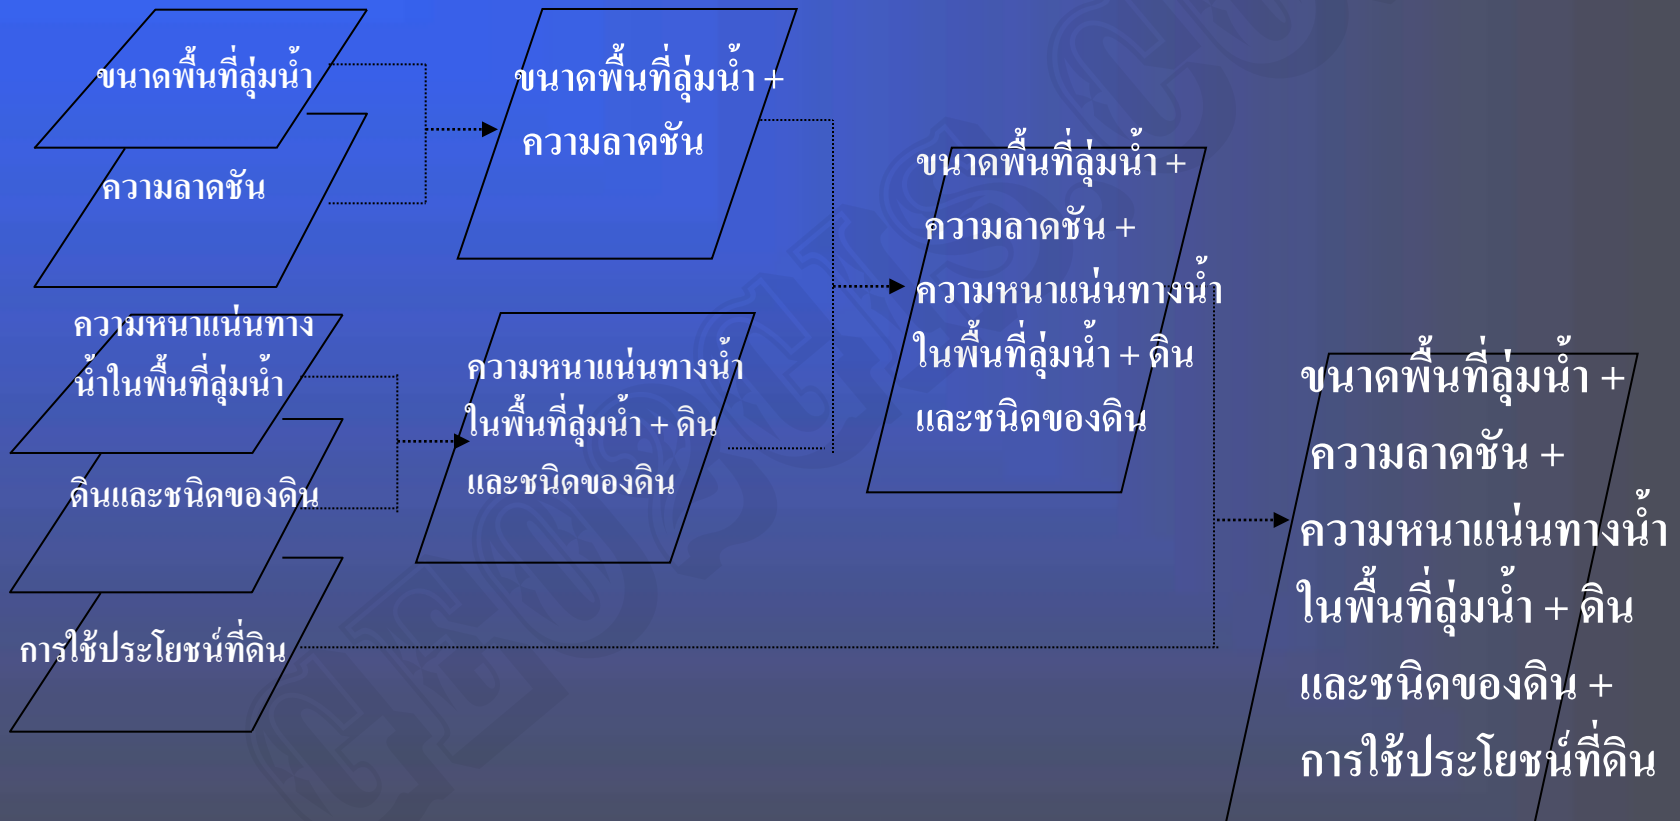 ขนาดพื้นที่ลุ่มน้ำ
ความลาดชัน
ความหนาแน่นทาง
น้ำในพื้นที่ลุ่มน้ำ
ดินและชนิดของดิน
การใช้ประโยชน์ที่ดิน
ขนาดพื้นที่ลุ่มน้ำ +
ความลาดชัน
ความหนาแน่นทางน้ำ
ในพื้นที่ลุ่มน้ำ + ดิน
และชนิดของดิน
ขนาดพื้นที่ลุ่มน้ำ +
ความลาดชัน +
ความหนาแน่นทางน้ำ
ในพื้นที่ลุ่มน้ำ + ดิน
และชนิดของดิน
ขนาดพื้นที่ลุ่มน้ำ +
ความลาดชัน +
ความหนาแน่นทางน้ำ
ในพื้นที่ลุ่มน้ำ + ดิน
และชนิดของดิน +
การใช้ประโยชน์ที่ดิน